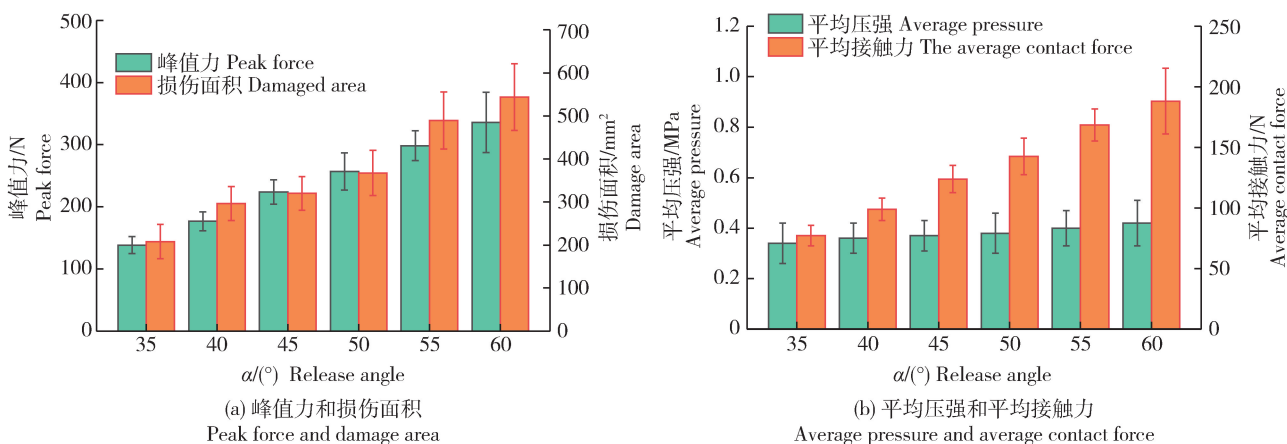 500
400
300
200
100
0
峰值力/N
Peak force
峰值力 Peak force
损伤面积 Damaged area
700
600
500
400
300
200
100
0
损伤面积/mm²
Damage area
35 40 45 50 55 60
α/(°) Release angle
(a) 峰值力和损伤面积
Peak force and damage area
1.2
1.0
0.8
0.6
0.4
0.2
0
平均压强/MPa
Average pressure
平均压强 Average pressure
平均接触力 The average contact force
250
200
150
100
50
0
平均接触力/N
Average contact force
35 40 45 50 55 60
α/(°) Release angle
(b) 平均压强和平均接触力
Average pressure and average contact force